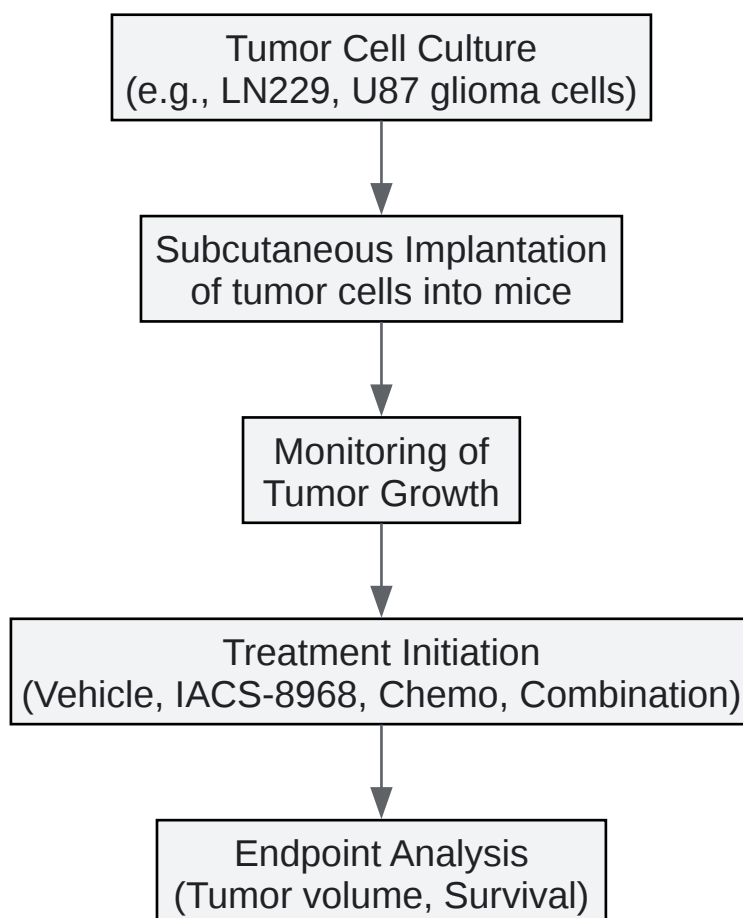 Tumor Cell Culture
(e.g., LN229, U87 glioma cells)
Subcutaneous Implantation
of tumor cells into mice
Monitoring of
Tumor Growth
Treatment Initiation
(Vehicle, IACS-8968, Chemo, Combination)
Endpoint Analysis
(Tumor volume, Survival)